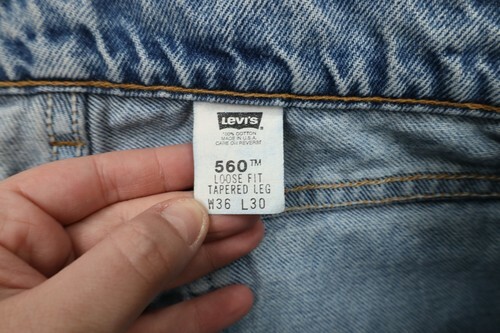 LEVI'S
100% COTTON
MADE IN U.S.A.
CARE ON REVERSE
560™
LOOSE FIT
TAPERED LEG
W36 L30